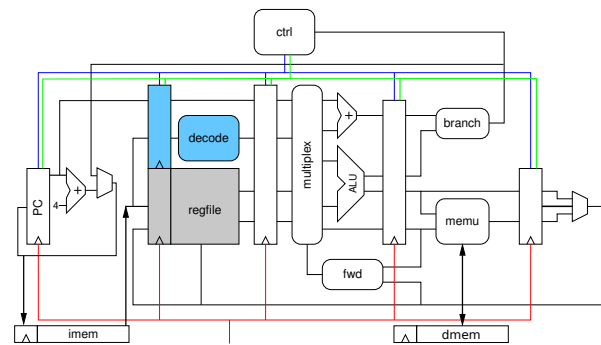 ctrl
decode
branch
multiplex
+
ALU
PC
+
4
regfile
memu
fwd
imem
dmem